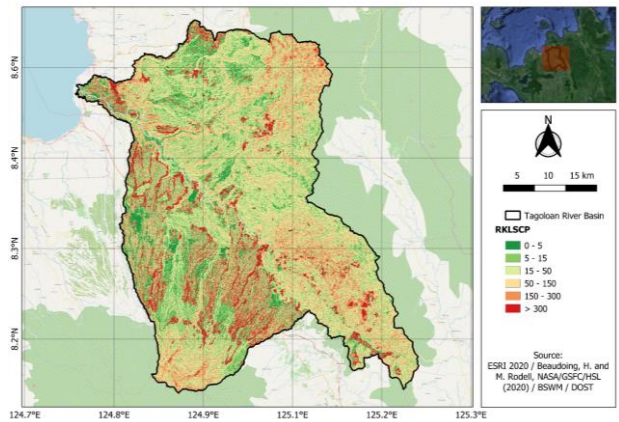 8.6°N
8.4°N
8.3°N
8.2°N
124.7°E
124.8°E
124.9°E
125.1°E
125.2°E
125.3°E
N
5 10 15 km
Tagoloan River Basin
RKLSCP
0 - 5
5 - 15
15 - 50
50 - 150
150 - 300
> 300
Source:
ESRI 2020 / Beaudoing, H. and
M. Rodell, NASA/GSFC/HSL
(2020) / BSWM / DOST